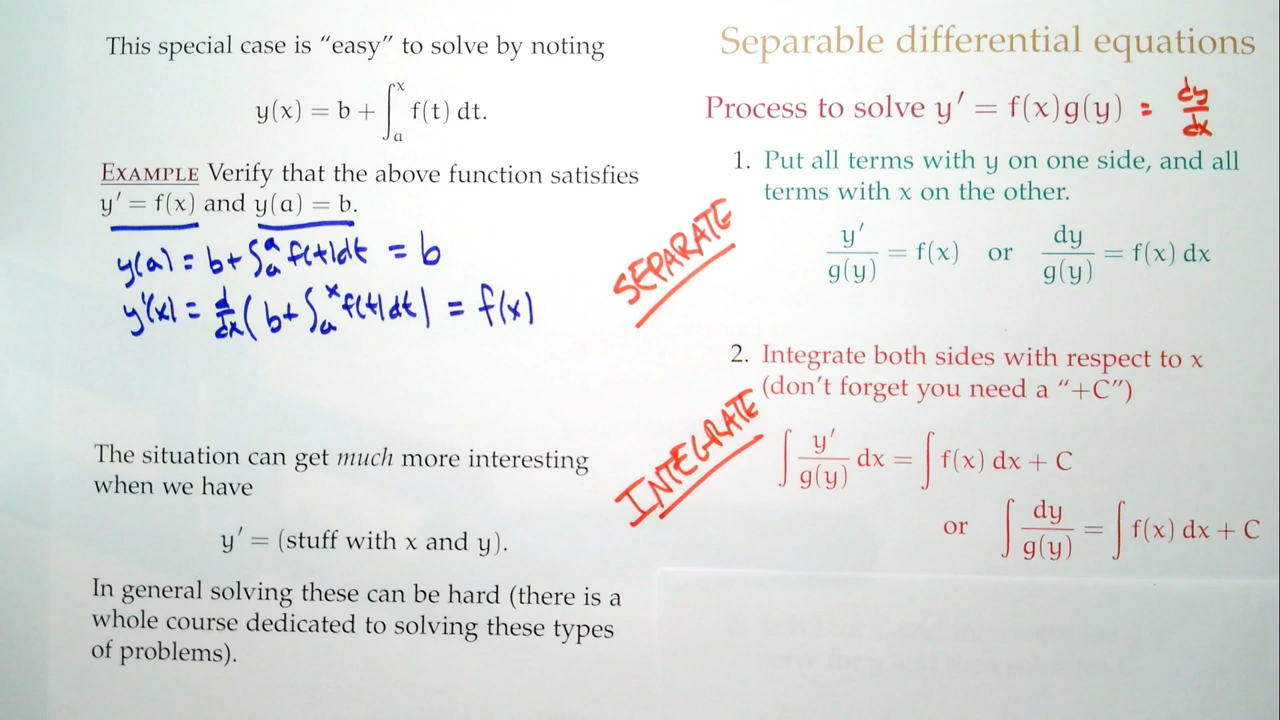 This special case is “easy” to solve by noting
y(x) = b + ∫_a^x f(t) dt.
EXAMPLE Verify that the above function satisfies
y′ = f(x) and y(a) = b.
y(a) = b + ∫_a^a f(t) dt = b
y'(x) = d/dx ( b + ∫_a^x f(t) dt ) = f(x)
The situation can get much more interesting
when we have
y′ = (stuff with x and y).
In general solving these can be hard (there is a
whole course dedicated to solving these types
of problems).
Separable differential equations
Process to solve y′ = f(x)g(y) = dy/dx
1. Put all terms with y on one side, and all
terms with x on the other.
SEPARATE
y′/g(y) = f(x) or dy/g(y) = f(x) dx
2. Integrate both sides with respect to x
(don’t forget you need a “+C”)
INTEGRATE
∫ y′/g(y) dx = ∫ f(x) dx + C
or ∫ dy/g(y) = ∫ f(x) dx + C